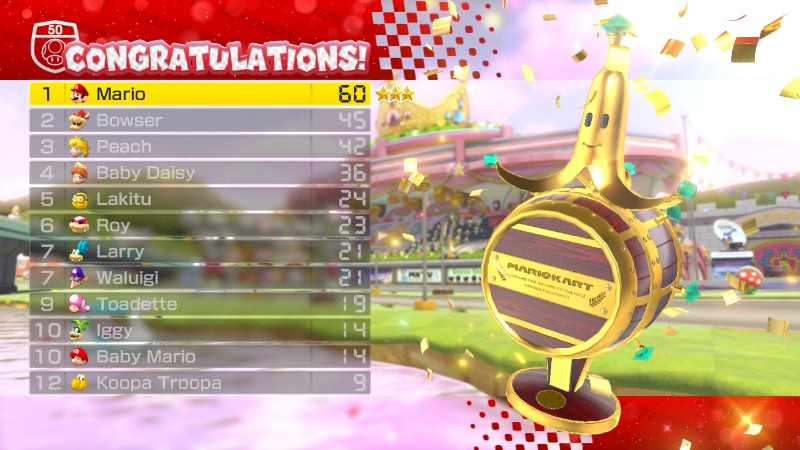 50
CONGRATULATIONS!
1 Mario 60
2 Bowser 45
3 Peach 42
4 Baby Daisy 36
5 Lakitu 24
6 Roy 23
7 Larry 21
7 Waluigi 21
9 Toadette 19
10 Iggy 14
10 Baby Mario 14
12 Koopa Troopa 9
MARIOKART